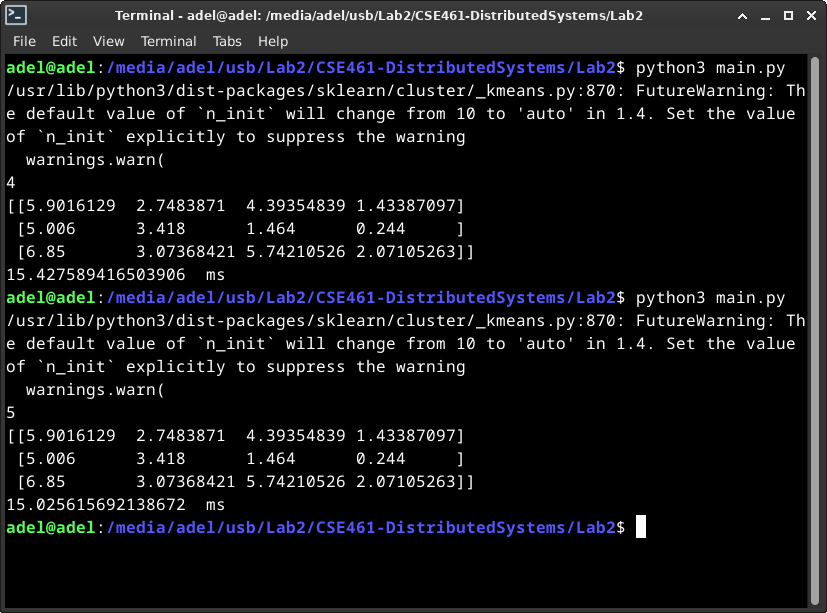 Terminal - adel@adel: /media/adel/usb/Lab2/CSE461-DistributedSystems/Lab2
File Edit View Terminal Tabs Help
adel@adel:/media/adel/usb/Lab2/CSE461-DistributedSystems/Lab2$ python3 main.py
/usr/lib/python3/dist-packages/sklearn/cluster/_kmeans.py:870: FutureWarning: Th
e default value of `n_init` will change from 10 to 'auto' in 1.4. Set the value
of `n_init` explicitly to suppress the warning
  warnings.warn(
4
[[5.9016129  2.7483871  4.39354839 1.43387097]
 [5.006      3.418      1.464      0.244     ]
 [6.85       3.07368421 5.74210526 2.07105263]]
15.427589416503906  ms
adel@adel:/media/adel/usb/Lab2/CSE461-DistributedSystems/Lab2$ python3 main.py
/usr/lib/python3/dist-packages/sklearn/cluster/_kmeans.py:870: FutureWarning: Th
e default value of `n_init` will change from 10 to 'auto' in 1.4. Set the value
of `n_init` explicitly to suppress the warning
  warnings.warn(
5
[[5.9016129  2.7483871  4.39354839 1.43387097]
 [5.006      3.418      1.464      0.244     ]
 [6.85       3.07368421 5.74210526 2.07105263]]
15.025615692138672  ms
adel@adel:/media/adel/usb/Lab2/CSE461-DistributedSystems/Lab2$